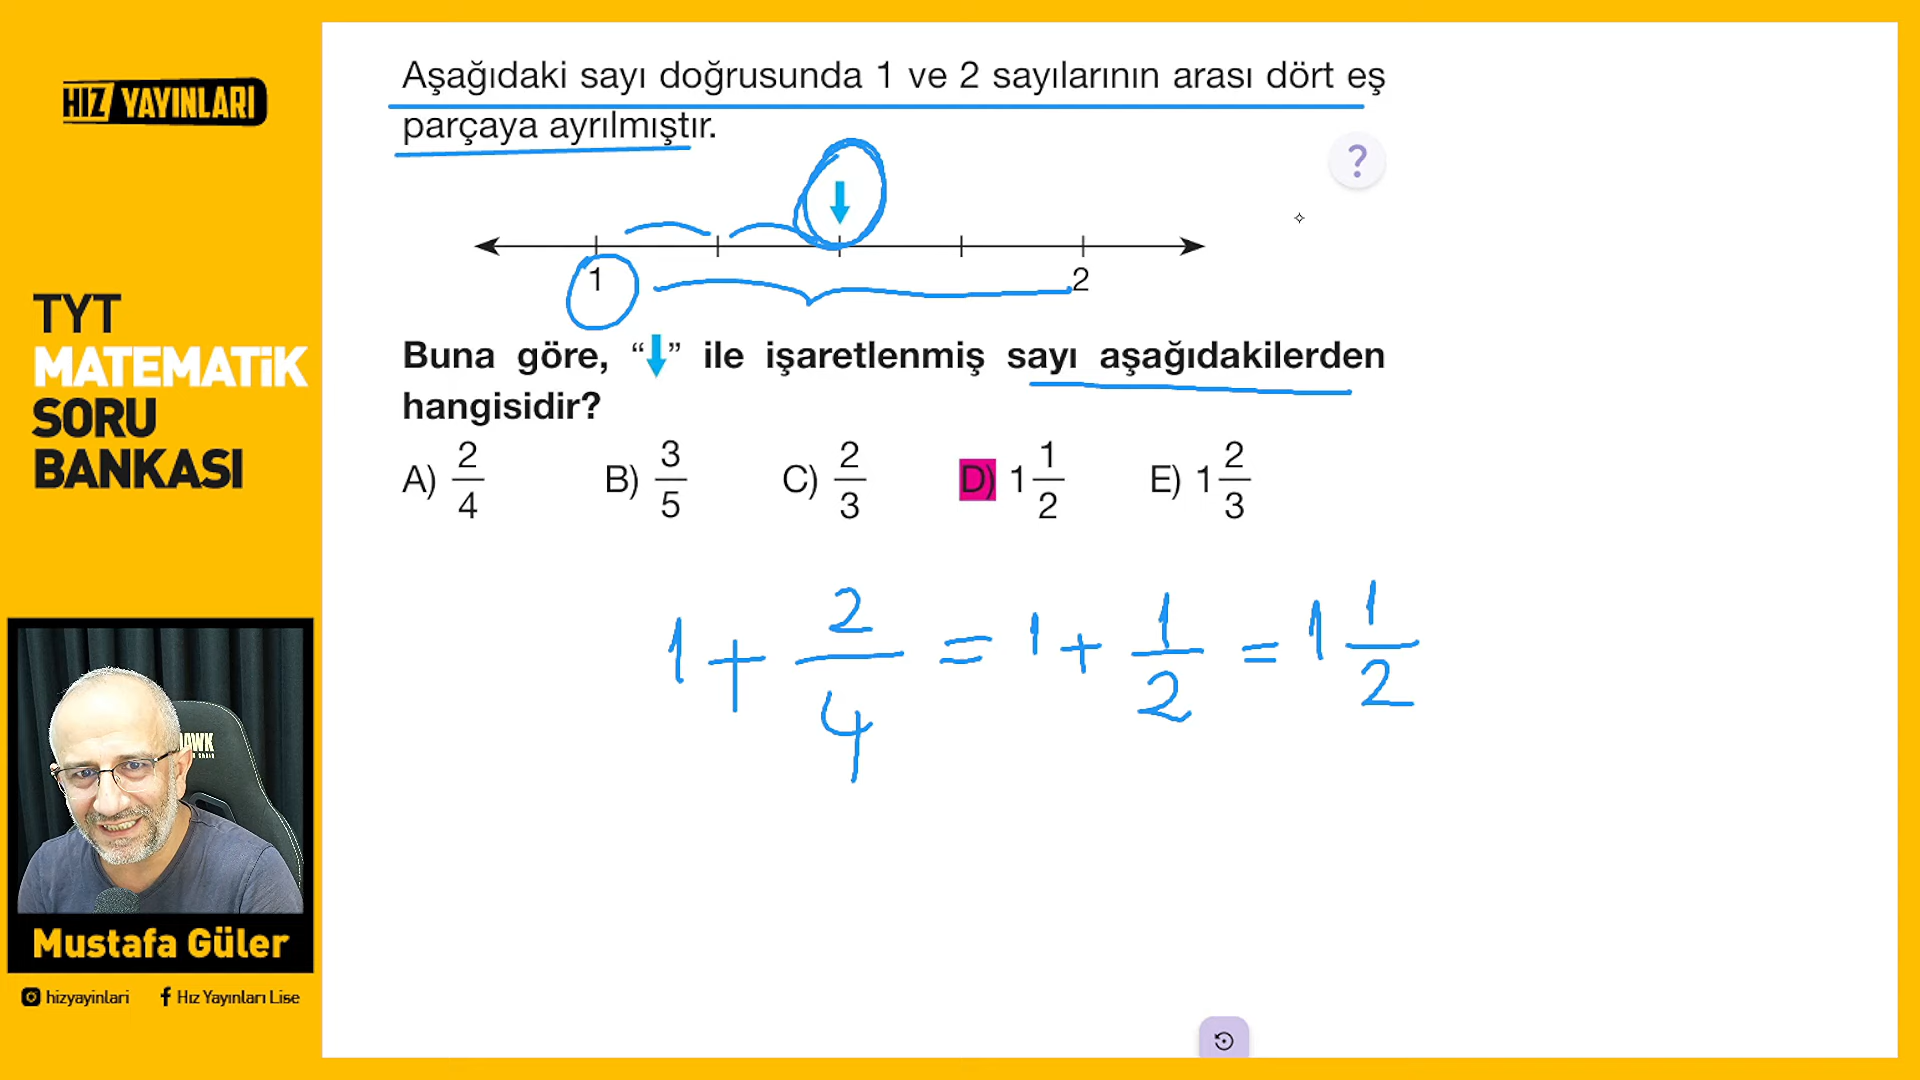 HIZ YAYINLARI
TYT
MATEMATiK
SORU
BANKASI
AWK
Mustafa Güler
hizyayinlari
Hız Yayınları Lise
Aşağıdaki sayı doğrusunda 1 ve 2 sayılarının arası dört eş
parçaya ayrılmıştır.
?
1 2
Buna göre, “↓” ile işaretlenmiş sayı aşağıdakilerden
hangisidir?
A) 2/4 B) 3/5 C) 2/3 D) 1 1/2 E) 1 2/3
1 + 2/4 = 1 + 1/2 = 1 1/2